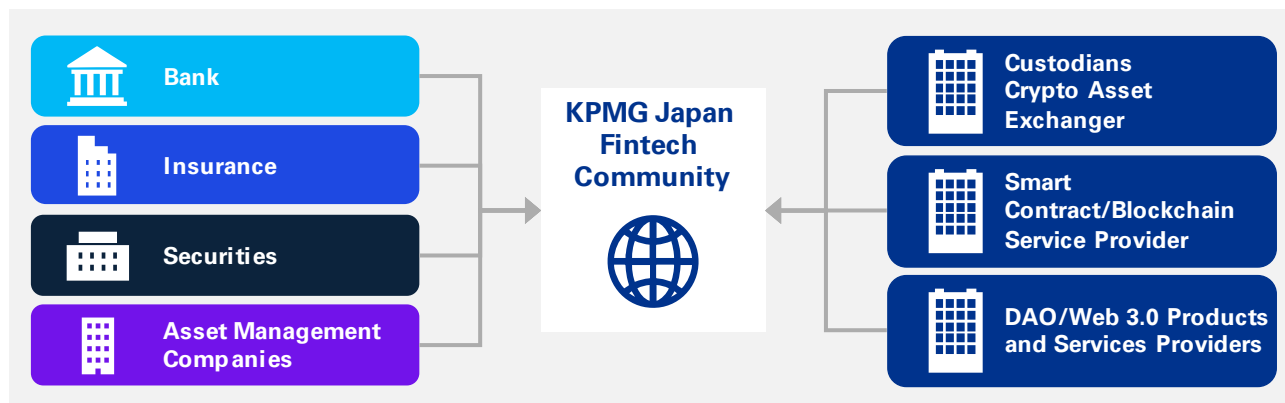 Bank
Insurance
Securities
Asset Management
Companies
KPMG Japan
Fintech
Community
Custodians
Crypto Asset
Exchanger
Smart
Contract/Blockchain
Service Provider
DAO/Web 3.0 Products
and Services Providers